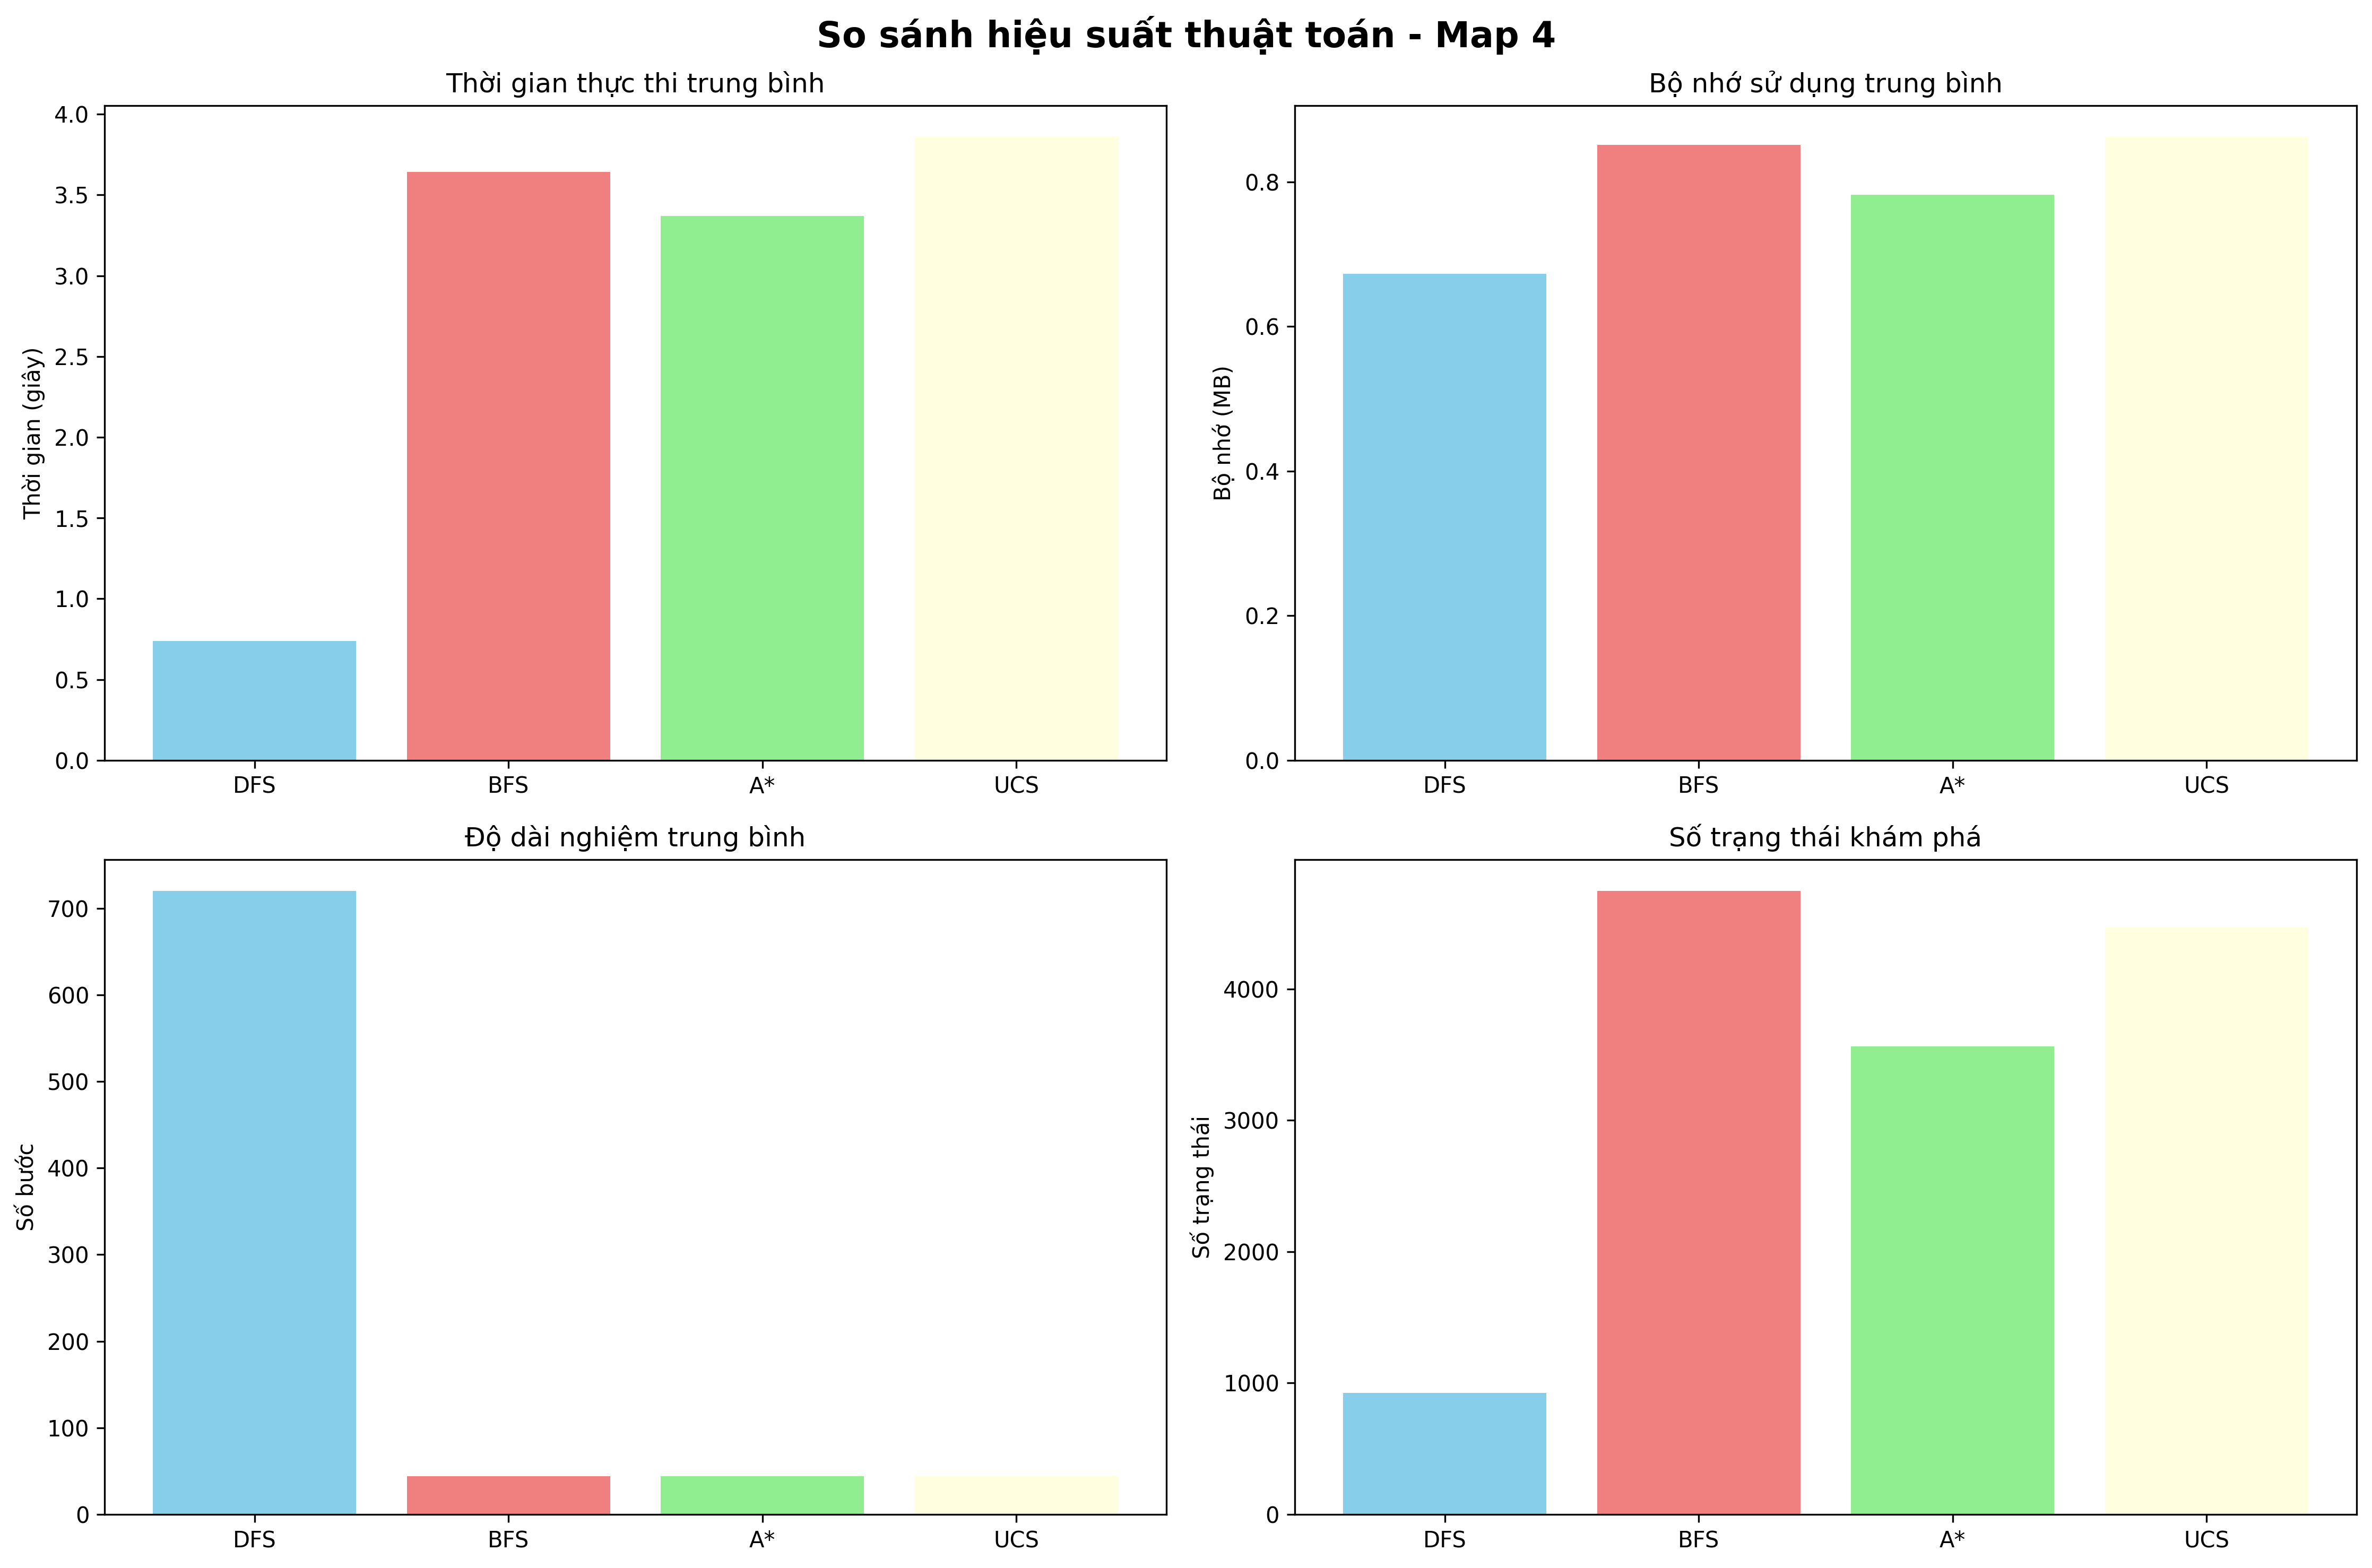 So sánh hiệu suất thuật toán - Map 4
Thời gian thực thi trung bình
Thời gian (giây)
4.0
3.5
3.0
2.5
2.0
1.5
1.0
0.5
0.0
DFS BFS A* UCS
Bộ nhớ sử dụng trung bình
Bộ nhớ (MB)
0.8
0.6
0.4
0.2
0.0
DFS BFS A* UCS
Độ dài nghiệm trung bình
Số bước
700
600
500
400
300
200
100
0
DFS BFS A* UCS
Số trạng thái khám phá
Số trạng thái
4000
3000
2000
1000
0
DFS BFS A* UCS